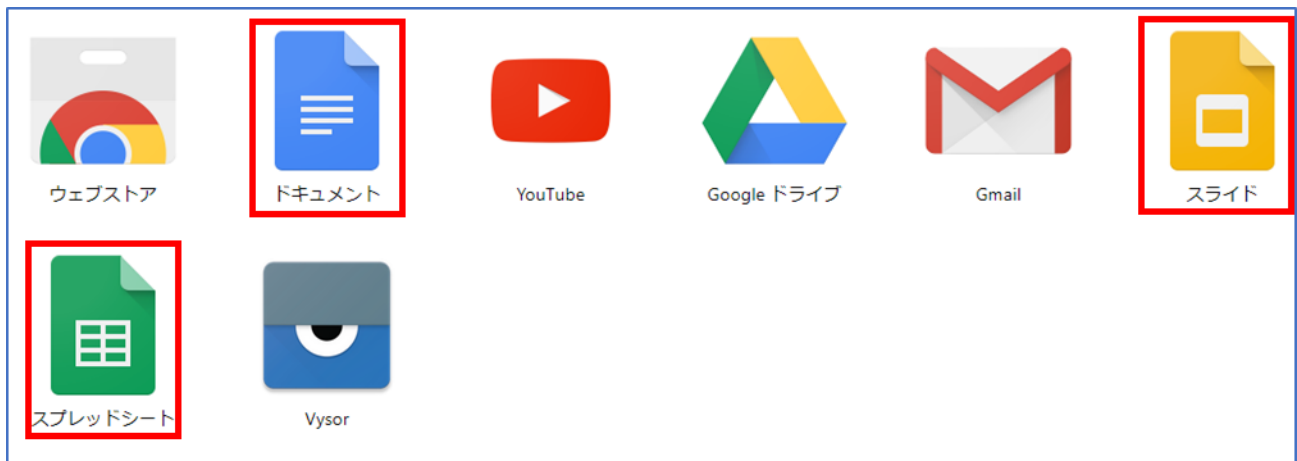 ウェブストア
ドキュメント
YouTube
Google ドライブ
Gmail
スライド
スプレッドシート
Vysor